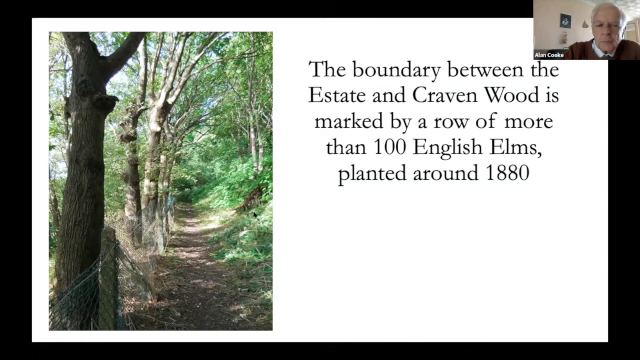 Alan Cooke
The boundary between the
Estate and Craven Wood is
marked by a row of more
than 100 English Elms,
planted around 1880